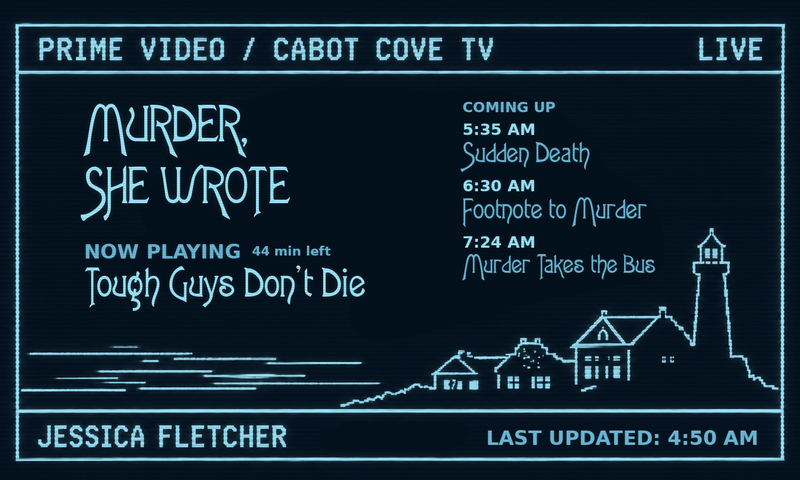 PRIME VIDEO / CABOT COVE TV
LIVE
MURDER,
SHE WROTE
NOW PLAYING 44 min left
Tough Guys Don't Die
COMING UP
5:35 AM
Sudden Death
6:30 AM
Footnote to Murder
7:24 AM
Murder Takes the Bus
JESSICA FLETCHER
LAST UPDATED: 4:50 AM